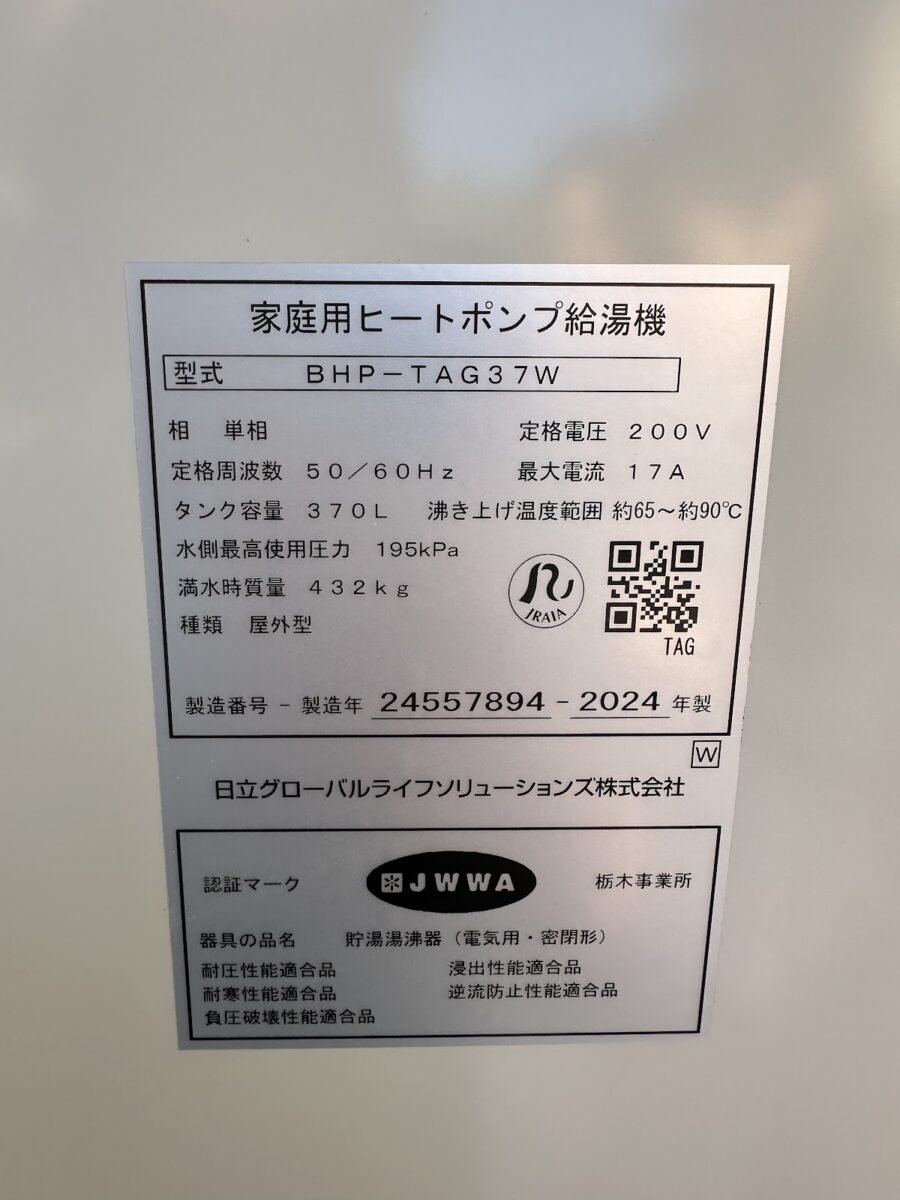 家庭用ヒートポンプ給湯機
型式 BHP-TAG37W
相 単相 定格電圧 200V
定格周波数 50/60Hz 最大電流 17A
タンク容量 370L 沸き上げ温度範囲 約65~約90℃
水側最高使用圧力 195kPa
満水時質量 432kg
種類 屋外型
JRAIA
TAG
製造番号 - 製造年 24557894 - 2024 年製
W
日立グローバルライフソリューションズ株式会社
認証マーク JWWA 栃木事業所
器具の品名 貯湯湯沸器(電気用・密閉形)
耐圧性能適合品 浸出性能適合品
耐寒性能適合品 逆流防止性能適合品
負圧破壊性能適合品